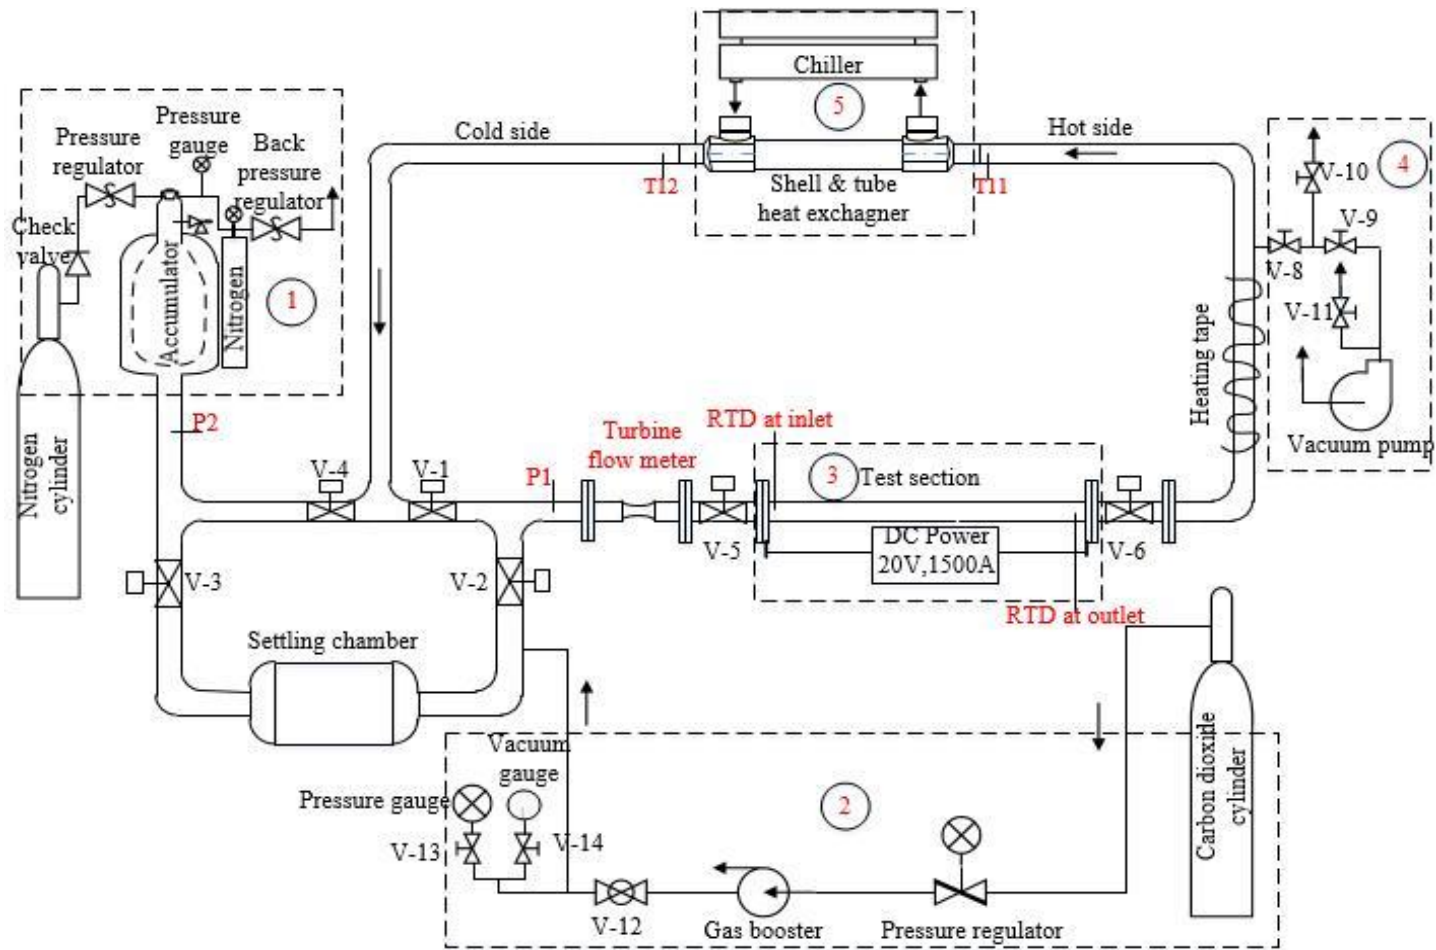 Chiller
5
Cold side
Hot side
T12
T11
Shell & tube
heat exchagner
Pressure
gauge
Pressure
regulator
Back
pressure
regulator
Check
valve
Accumulator
Nitrogen
1
Nitrogen
cylinder
P2
4
V-10
V-9
V-8
V-11
Vacuum pump
Heating tape
RTD at inlet
Turbine
flow meter
P1
V-4
V-1
3
Test section
V-5
DC Power
20V,1500A
V-6
RTD at outlet
V-3
V-2
Settling chamber
Vacuum
gauge
Pressure gauge
V-13
V-14
2
V-12
Gas booster
Pressure regulator
Carbon dioxide
cylinder